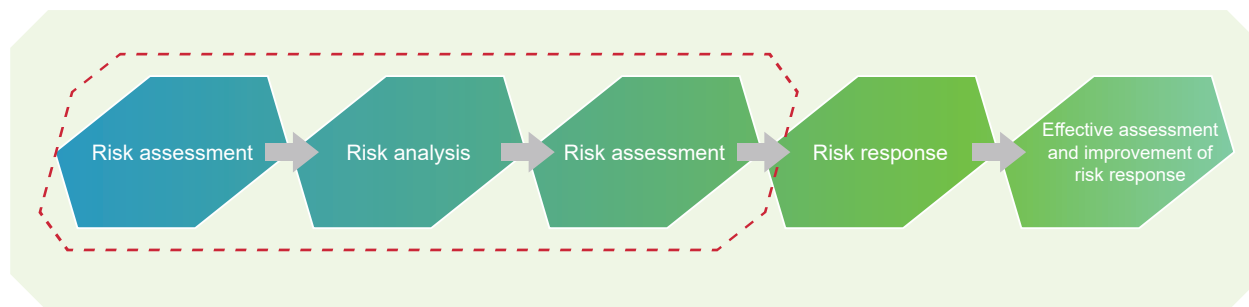 Risk assessment
Risk analysis
Risk assessment
Risk response
Effective assessment
and improvement of
risk response